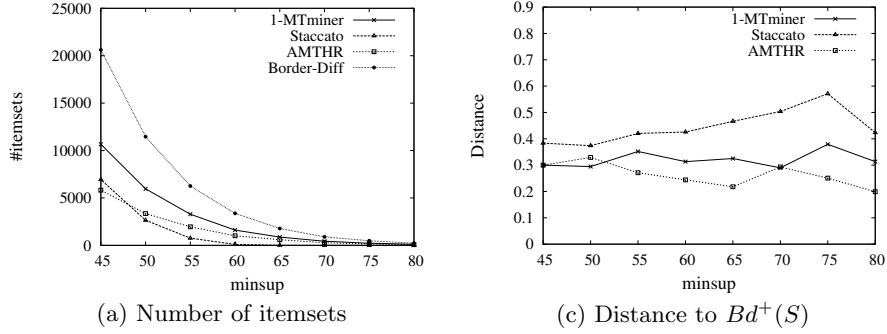 25000
20000
15000
10000
5000
0
#itemsets
1-MTminer
Staccato
AMTHR
Border-Diff
45 50 55 60 65 70 75 80
minsup
(a) Number of itemsets
0.9
0.8
0.7
0.6
0.5
0.4
0.3
0.2
0.1
0
Distance
1-MTminer
Staccato
AMTHR
45 50 55 60 65 70 75 80
minsup
(c) Distance to Bd⁺(S)